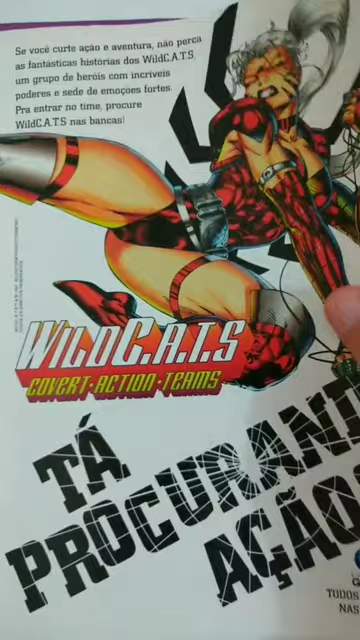 Se você curte ação e aventura, não perca
as fantásticas histórias dos WildC.A.T.S,
um grupo de heróis com incríveis
poderes e sede de emoções fortes.
Pra entrar no time, procure
WildC.A.T.S nas bancas!
WILDC.A.T.S
COVERT·ACTION·TEAMS
TÁ
PROCURAND
AÇÃO
TODOS
NAS